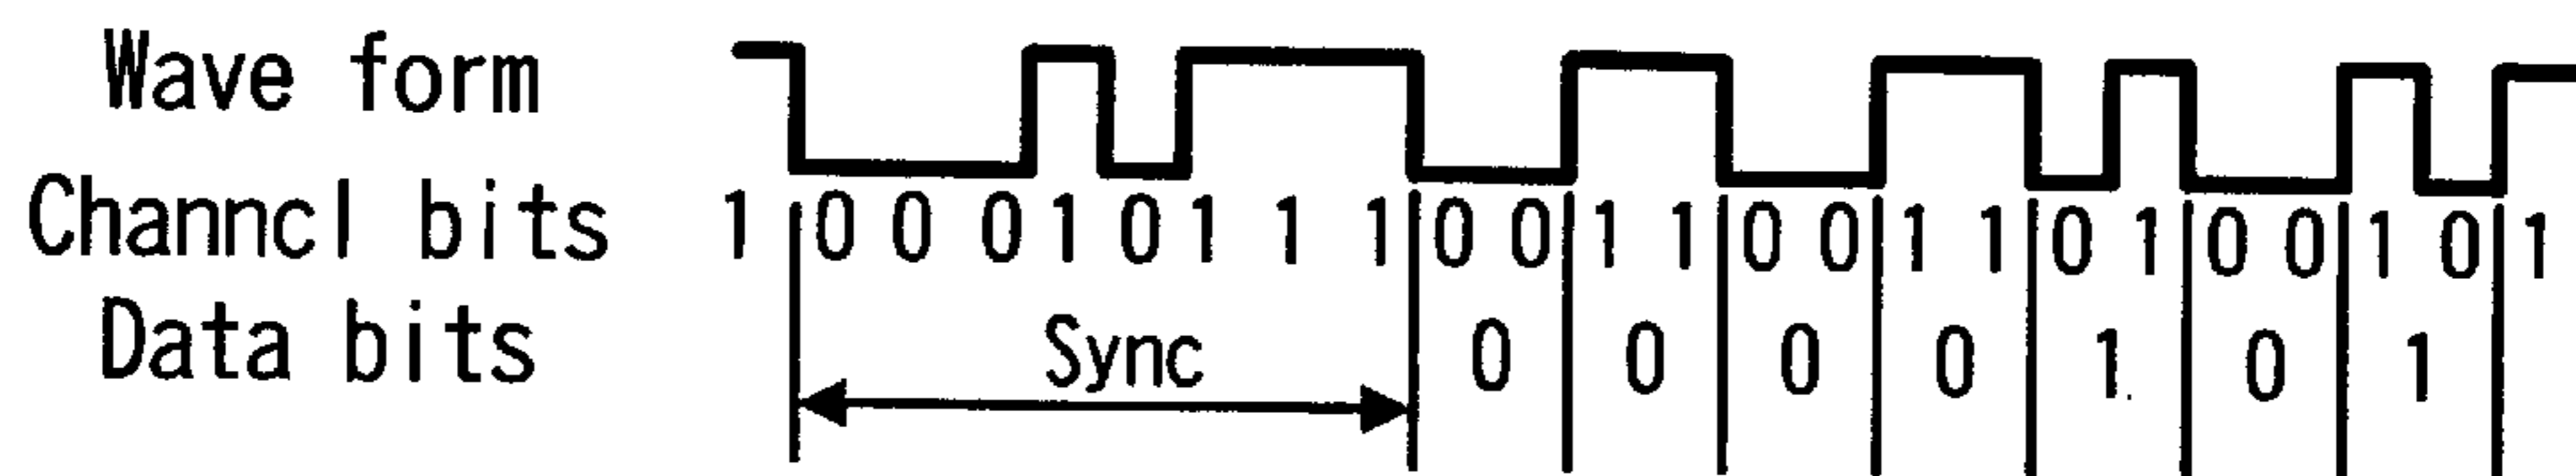 Wave form
Channcl bits 1 0 0 0 1 0 1 1 1 0 0 1 1 0 0 1 1 0 1 0 0 1 0 1
Data bits Sync 0 0 0 0 1 0 1